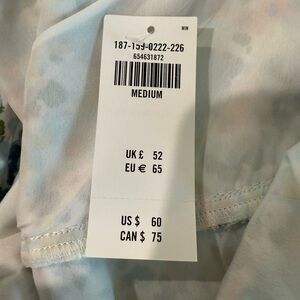 187-159-0222-226
654631872
MEDIUM
UK £ 52
EU € 65
US $ 60
CAN $ 75